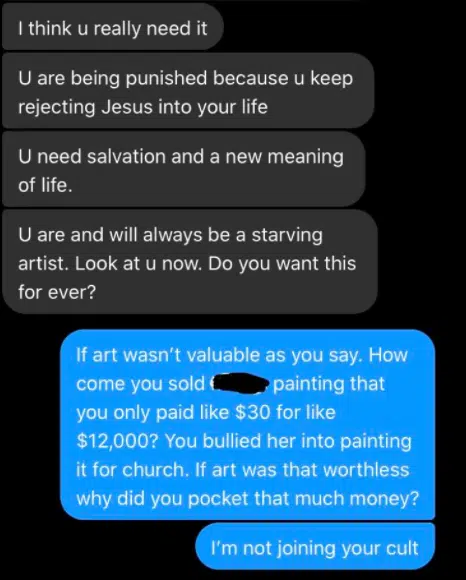 I think u really need it
U are being punished because u keep
rejecting Jesus into your life
U need salvation and a new meaning
of life.
U are and will always be a starving
artist. Look at u now. Do you want this
for ever?
If art wasn't valuable as you say. How
come you sold painting that
you only paid like $30 for like
$12,000? You bullied her into painting
it for church. If art was that worthless
why did you pocket that much money?
I'm not joining your cult